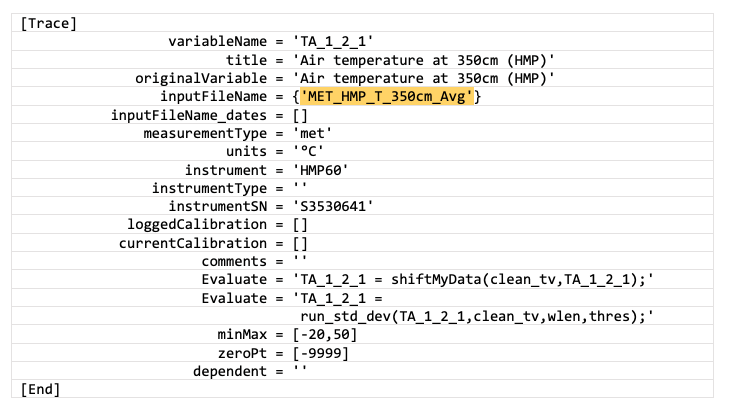 [Trace]
variableName = 'TA_1_2_1'
title = 'Air temperature at 350cm (HMP)'
originalVariable = 'Air temperature at 350cm (HMP)'
inputFileName = {'MET_HMP_T_350cm_Avg'}
inputFileName_dates = []
measurementType = 'met'
units = '°C'
instrument = 'HMP60'
instrumentType = ''
instrumentSN = 'S3530641'
loggedCalibration = []
currentCalibration = []
comments = ''
Evaluate = 'TA_1_2_1 = shiftMyData(clean_tv,TA_1_2_1);'
Evaluate = 'TA_1_2_1 =
run_std_dev(TA_1_2_1,clean_tv,wlen,thres);'
minMax = [-20,50]
zeroPt = [-9999]
dependent = ''
[End]